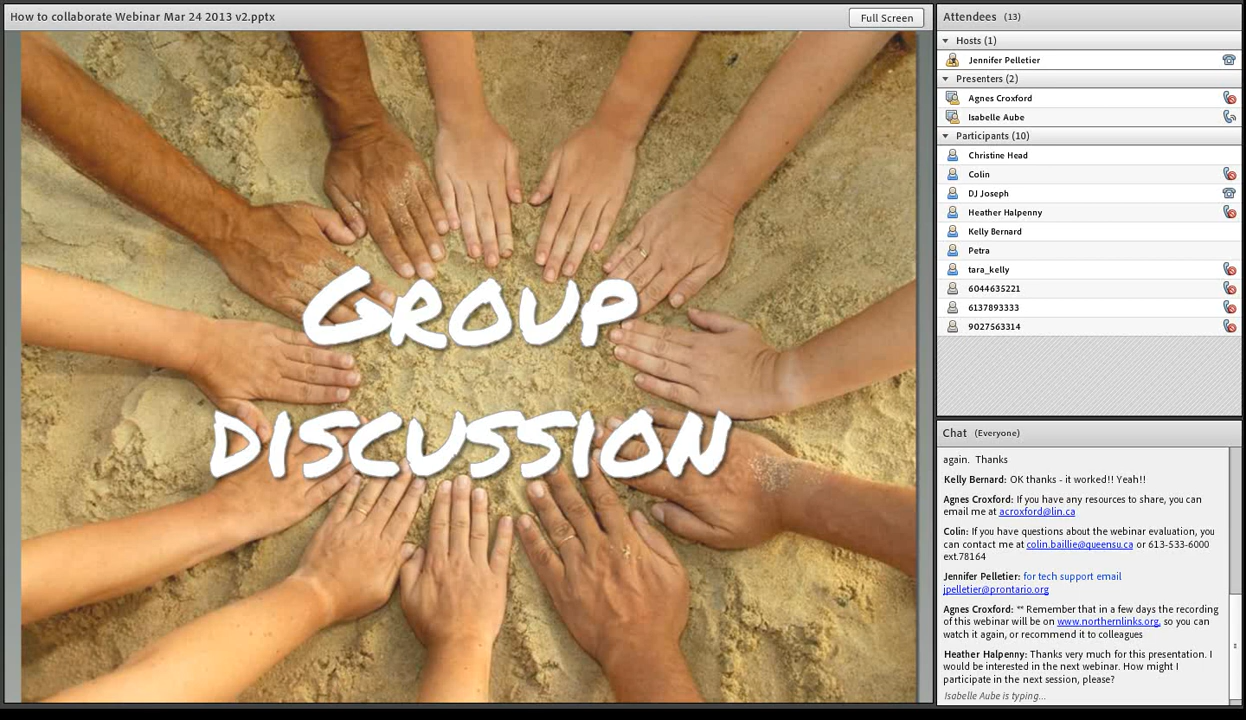 How to collaborate Webinar Mar 24 2013 v2.pptx
Full Screen
GROUP
DISCUSSION
Attendees (13)
Hosts (1)
Jennifer Pelletier
Presenters (2)
Agnes Croxford
Isabelle Aube
Participants (10)
Christine Head
Colin
DJ Joseph
Heather Halpenny
Kelly Bernard
Petra
tara_kelly
6044635221
6137893333
9027563314
Chat (Everyone)
again. Thanks
Kelly Bernard: OK thanks - it worked!! Yeah!!
Agnes Croxford: If you have any resources to share, you can
email me at acroxford@lin.ca
Colin: If you have questions about the webinar evaluation, you
can contact me at colin.baillie@queensu.ca or 613-533-6000
ext.78164
Jennifer Pelletier: for tech support email
jpelletier@prontario.org
Agnes Croxford: ** Remember that in a few days the recording
of this webinar will be on www.northernlinks.org, so you can
watch it again, or recommend it to colleagues
Heather Halpenny: Thanks very much for this presentation. I
would be interested in the next webinar. How might I
participate in the next session, please?
Isabelle Aube is typing...